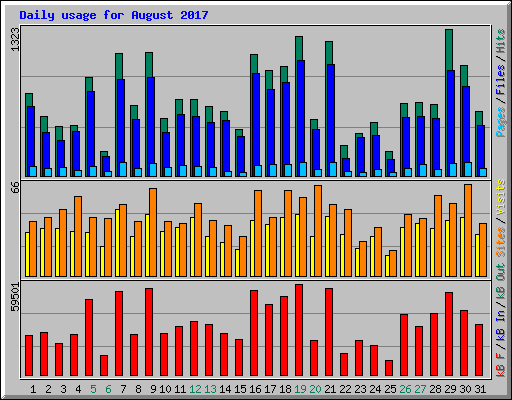 Daily usage for August 2017
1323
Pages / Files / Hits
66
Sites / Visits
59501
kB F / kB In / kB Out
1 2 3 4 5 6 7 8 9 10 11 12 13 14 15 16 17 18 19 20 21 22 23 24 25 26 27 28 29 30 31